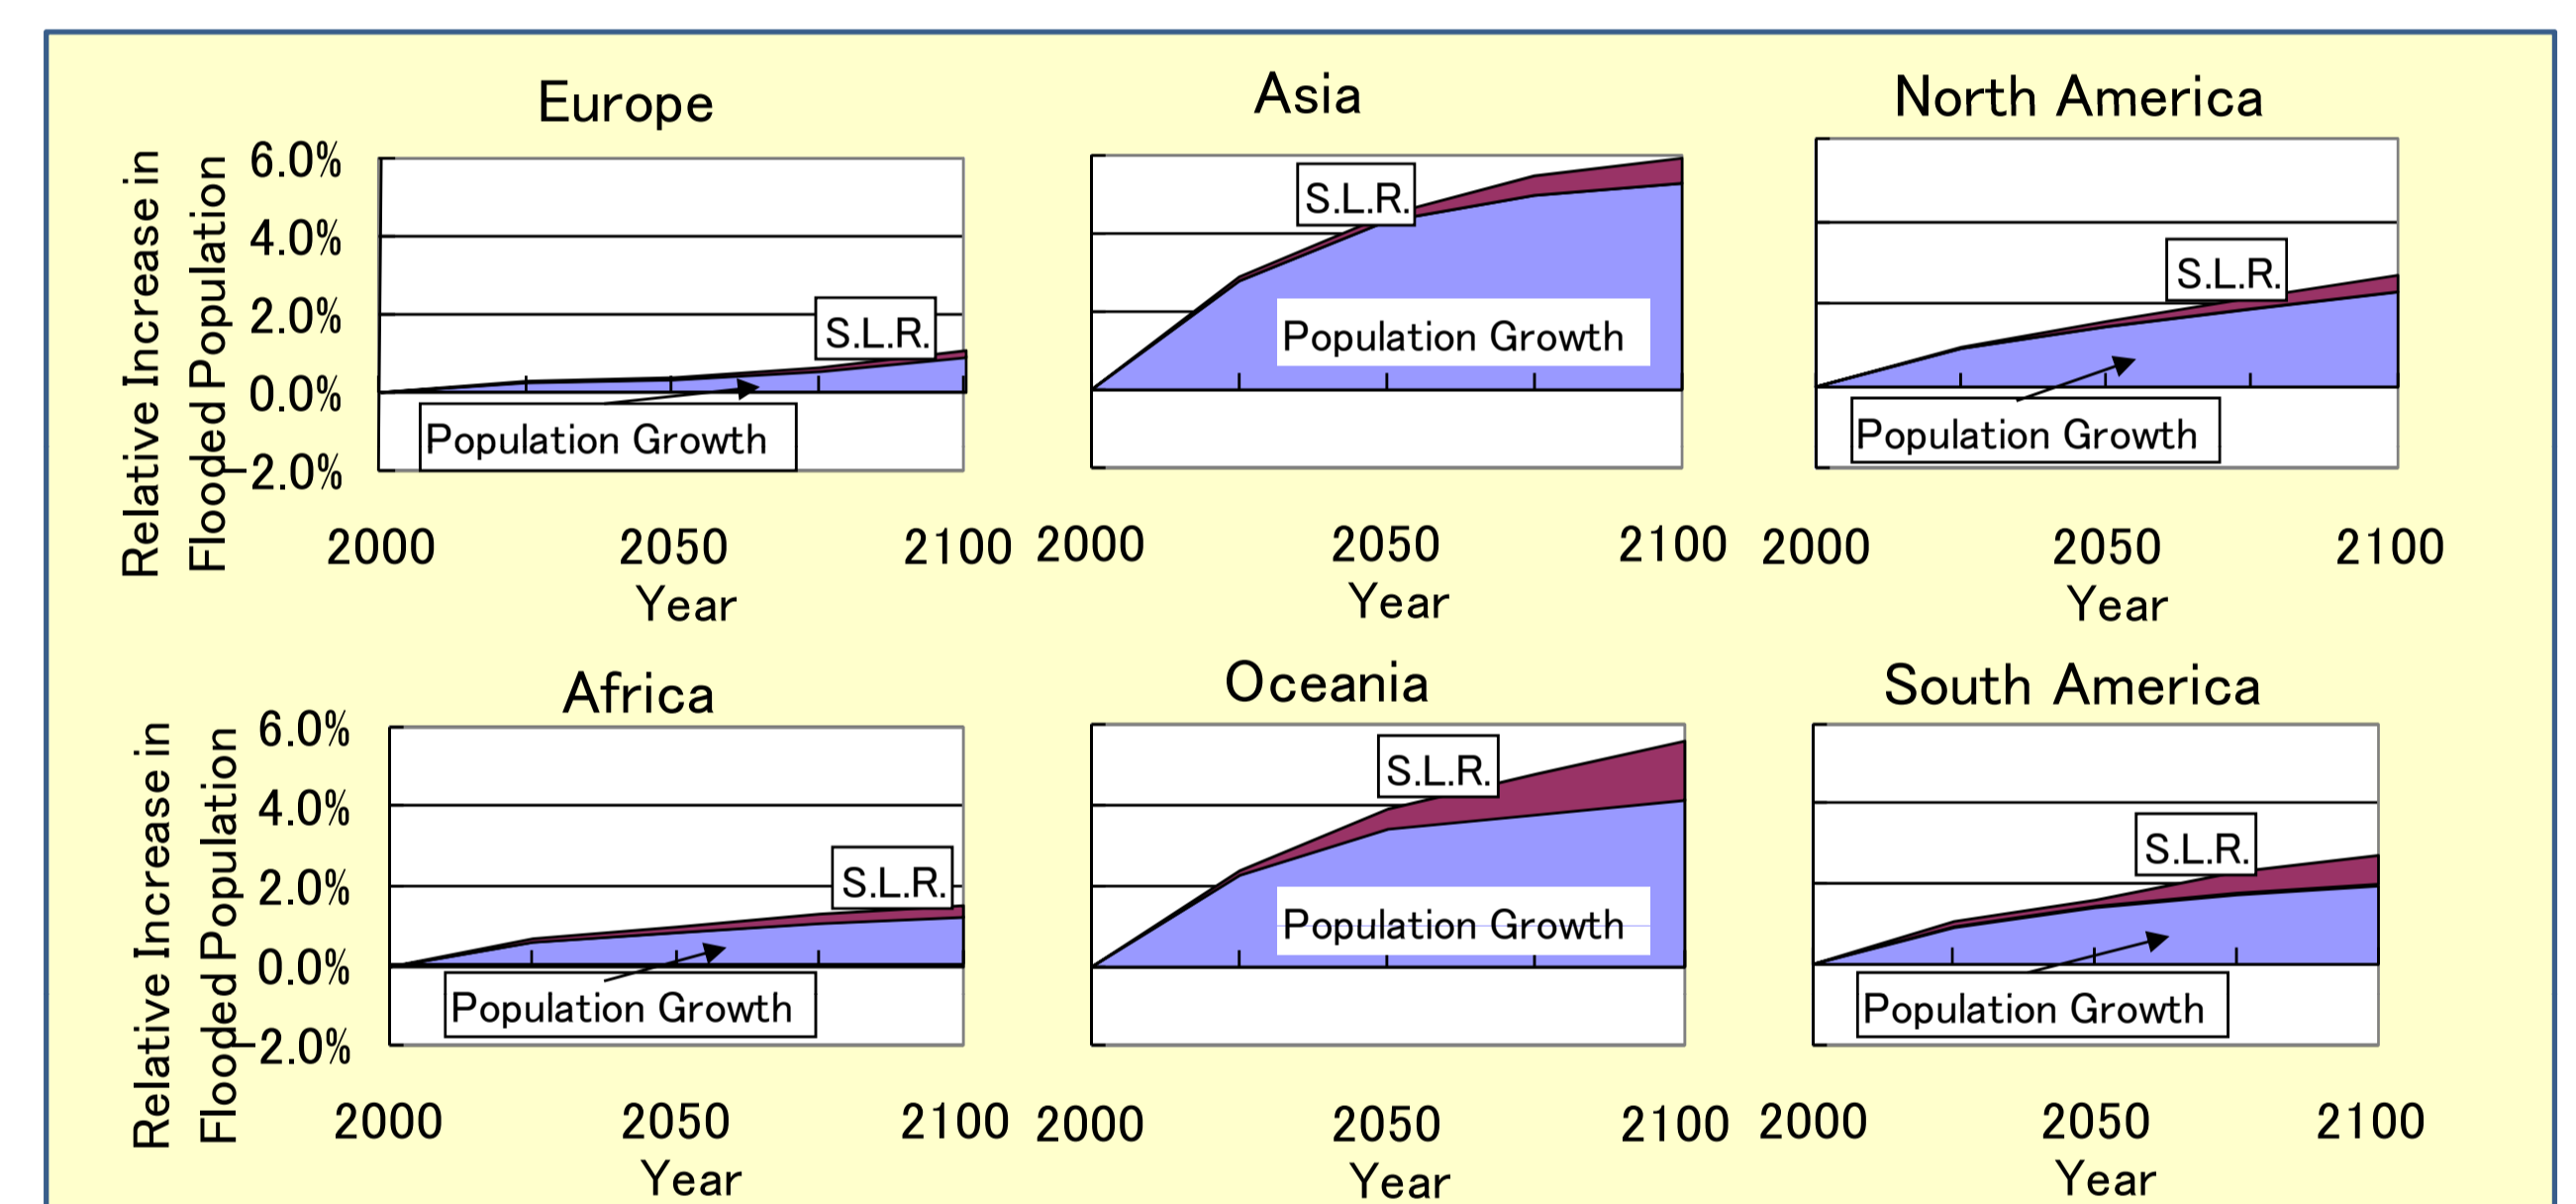 Europe
Asia
North America
Relative Increase in
Flooded Population
6.0%
4.0%
2.0%
0.0%
-2.0%
S.L.R.
Population Growth
S.L.R.
Population Growth
S.L.R.
Population Growth
2000 2050 2100
2000 2050 2100
2000 2050 2100
Year
Year
Year
Africa
Oceania
South America
Relative Increase in
Flooded Population
6.0%
4.0%
2.0%
0.0%
-2.0%
S.L.R.
Population Growth
S.L.R.
Population Growth
S.L.R.
Population Growth
2000 2050 2100
2000 2050 2100
2000 2050 2100
Year
Year
Year